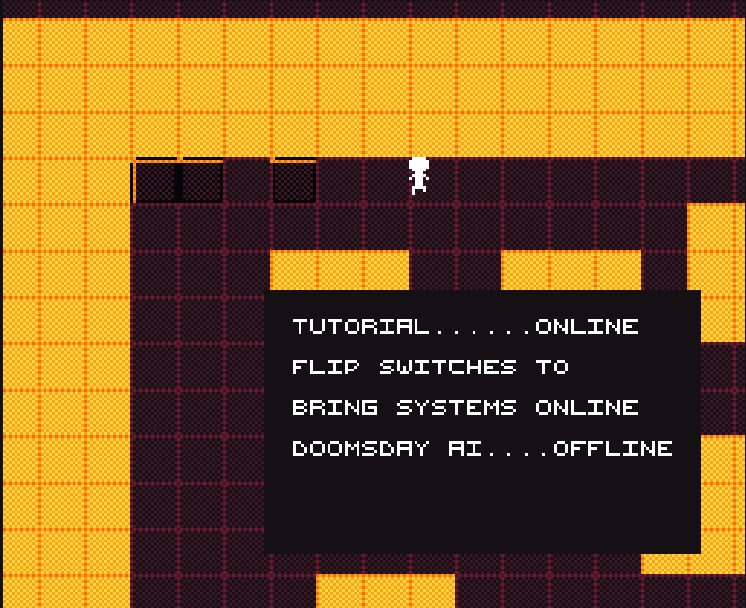 TUTORIAL......ONLINE
FLIP SWITCHES TO
BRING SYSTEMS ONLINE
DOOMSDAY AI....OFFLINE